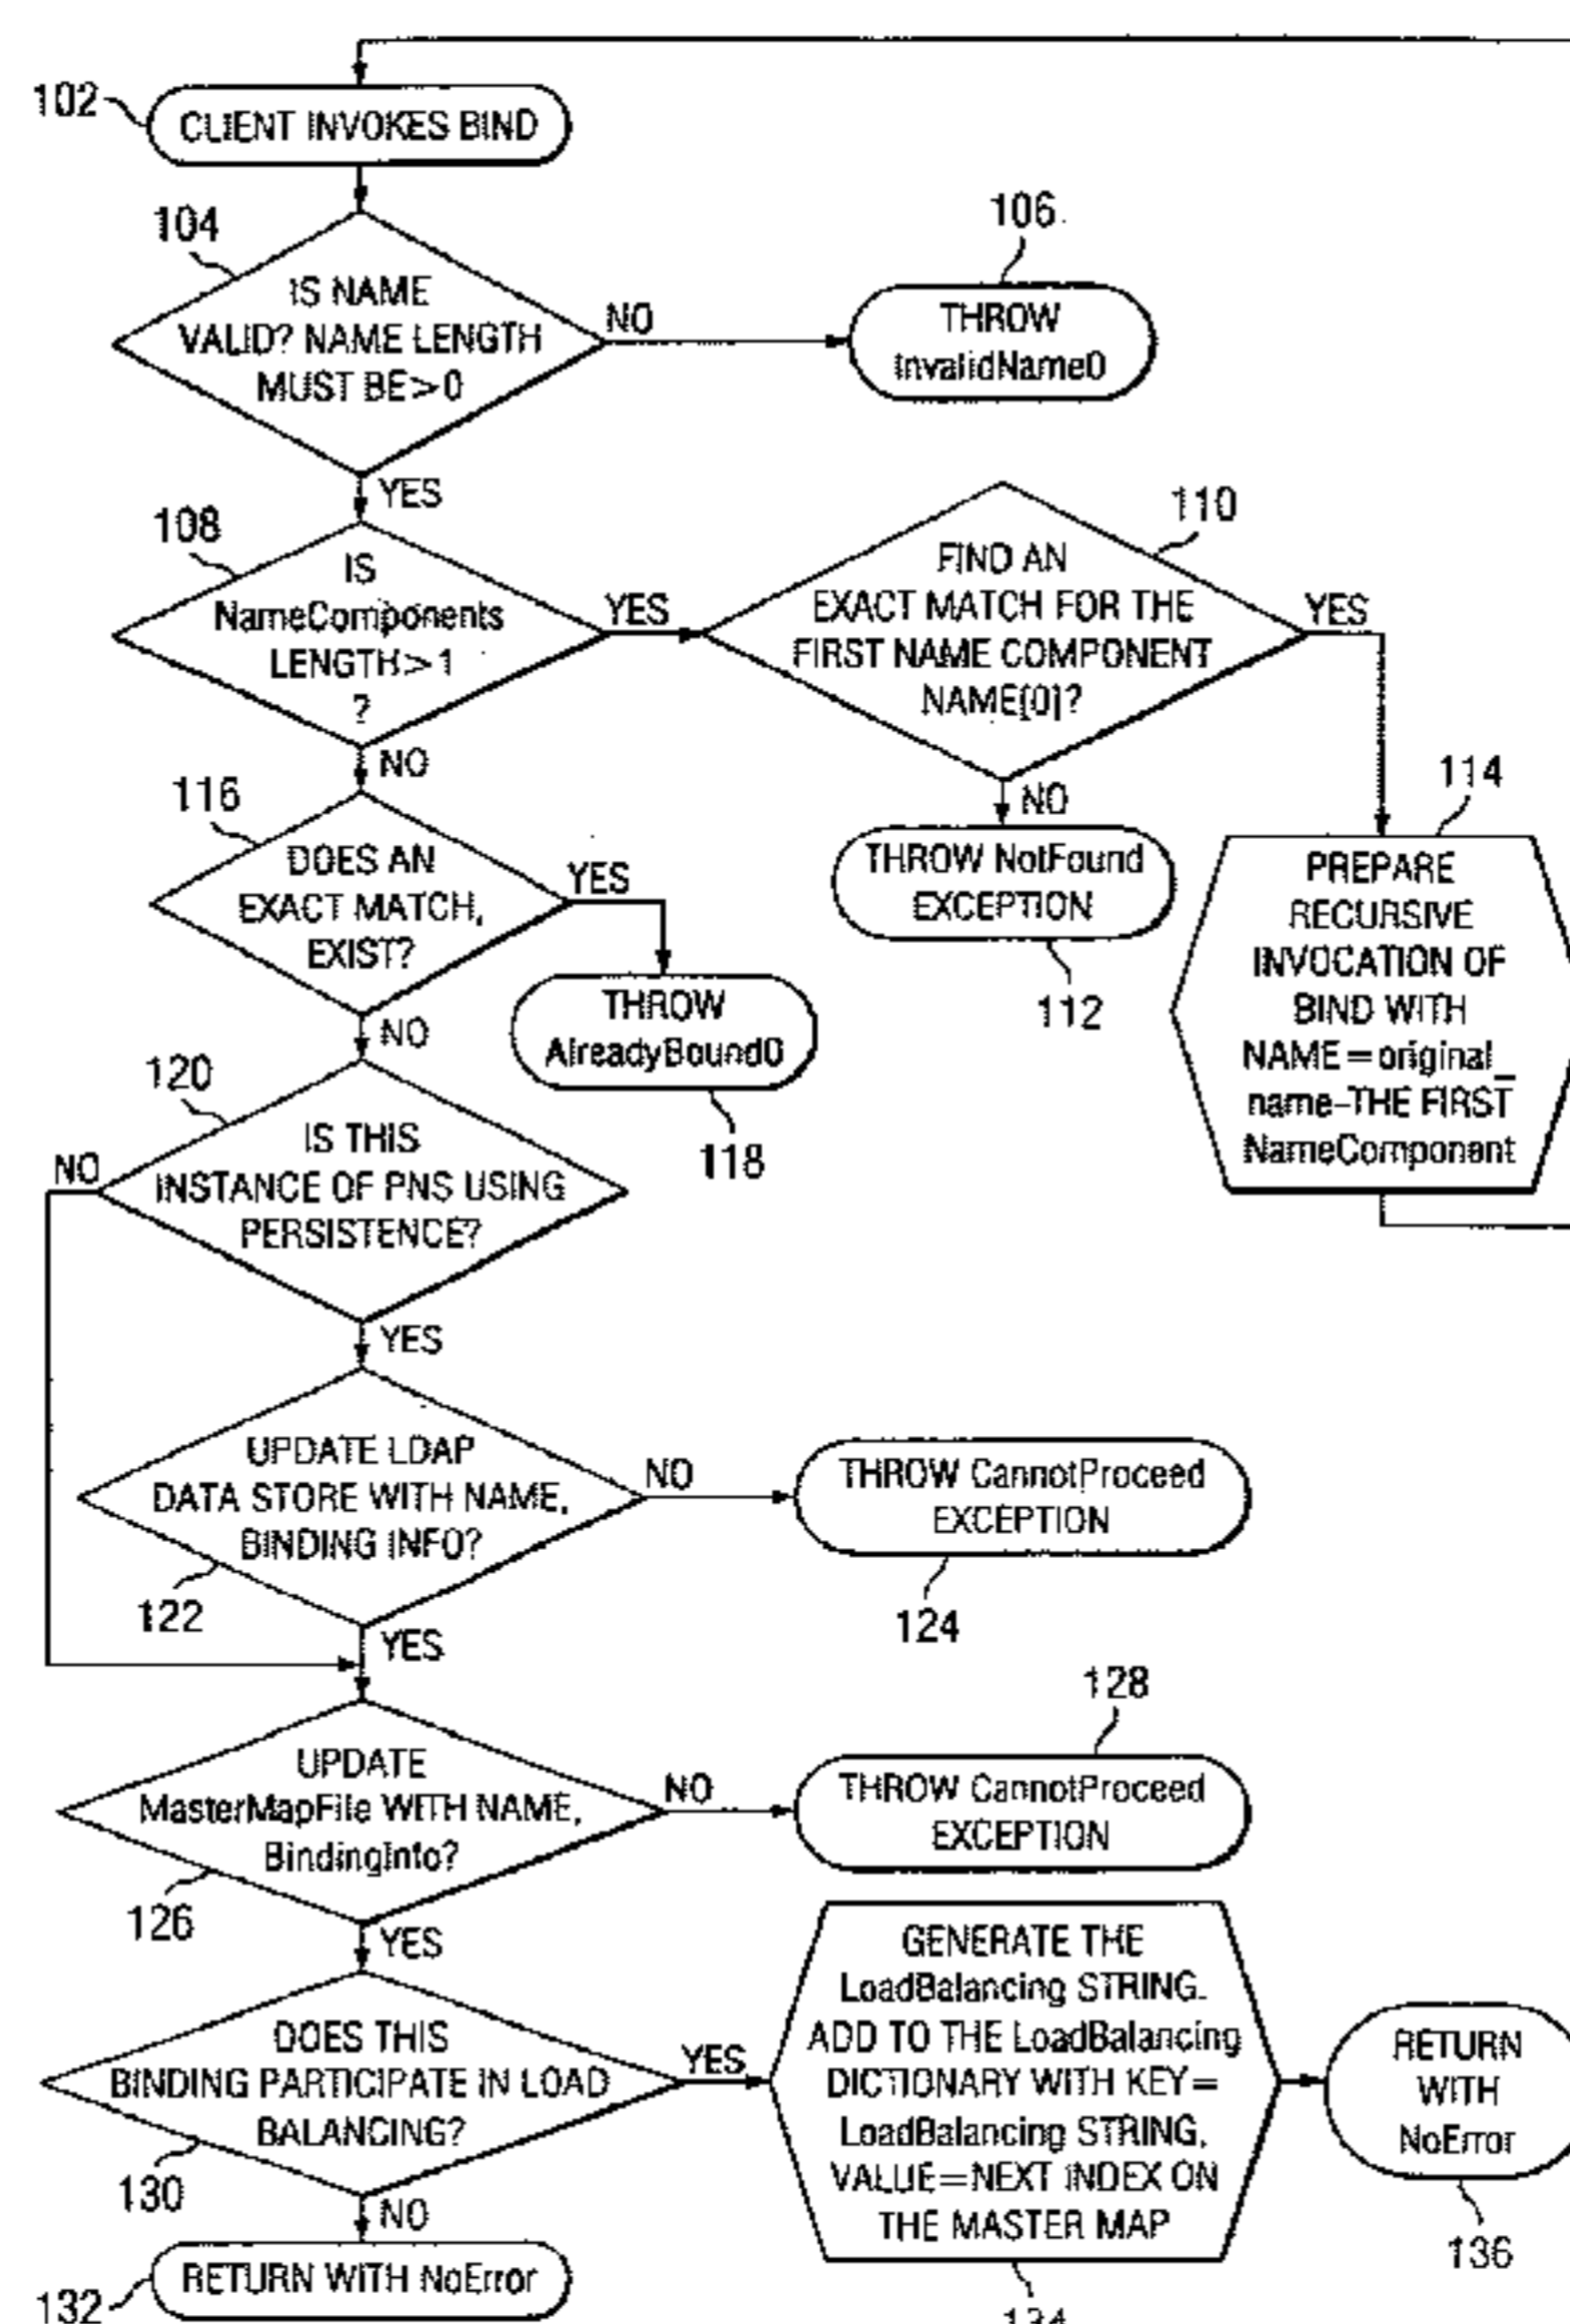 102
CLIENT INVOKES BIND
104
IS NAME
VALID? NAME LENGTH
MUST BE>0
NO
106
THROW
InvalidName0
YES
108
IS
NameComponents
LENGTH>1
?
YES
110
FIND AN
EXACT MATCH FOR THE
FIRST NAME COMPONENT
NAME[0]?
YES
NO
THROW NotFound
EXCEPTION
112
114
PREPARE
RECURSIVE
INVOCATION OF
BIND WITH
NAME=original_
name-THE FIRST
NameComponent
NO
116
DOES AN
EXACT MATCH,
EXIST?
YES
THROW
AlreadyBound0
118
NO
120
IS THIS
INSTANCE OF PNS USING
PERSISTENCE?
NO
YES
UPDATE LDAP
DATA STORE WITH NAME,
BINDING INFO?
122
NO
THROW CannotProceed
EXCEPTION
124
YES
UPDATE
MasterMapFile WITH NAME,
BindingInfo?
126
NO
128
THROW CannotProceed
EXCEPTION
YES
DOES THIS
BINDING PARTICIPATE IN LOAD
BALANCING?
130
YES
GENERATE THE
LoadBalancing STRING.
ADD TO THE LoadBalancing
DICTIONARY WITH KEY=
LoadBalancing STRING,
VALUE=NEXT INDEX ON
THE MASTER MAP
134
RETURN
WITH
NoError
136
NO
RETURN WITH NoError
132